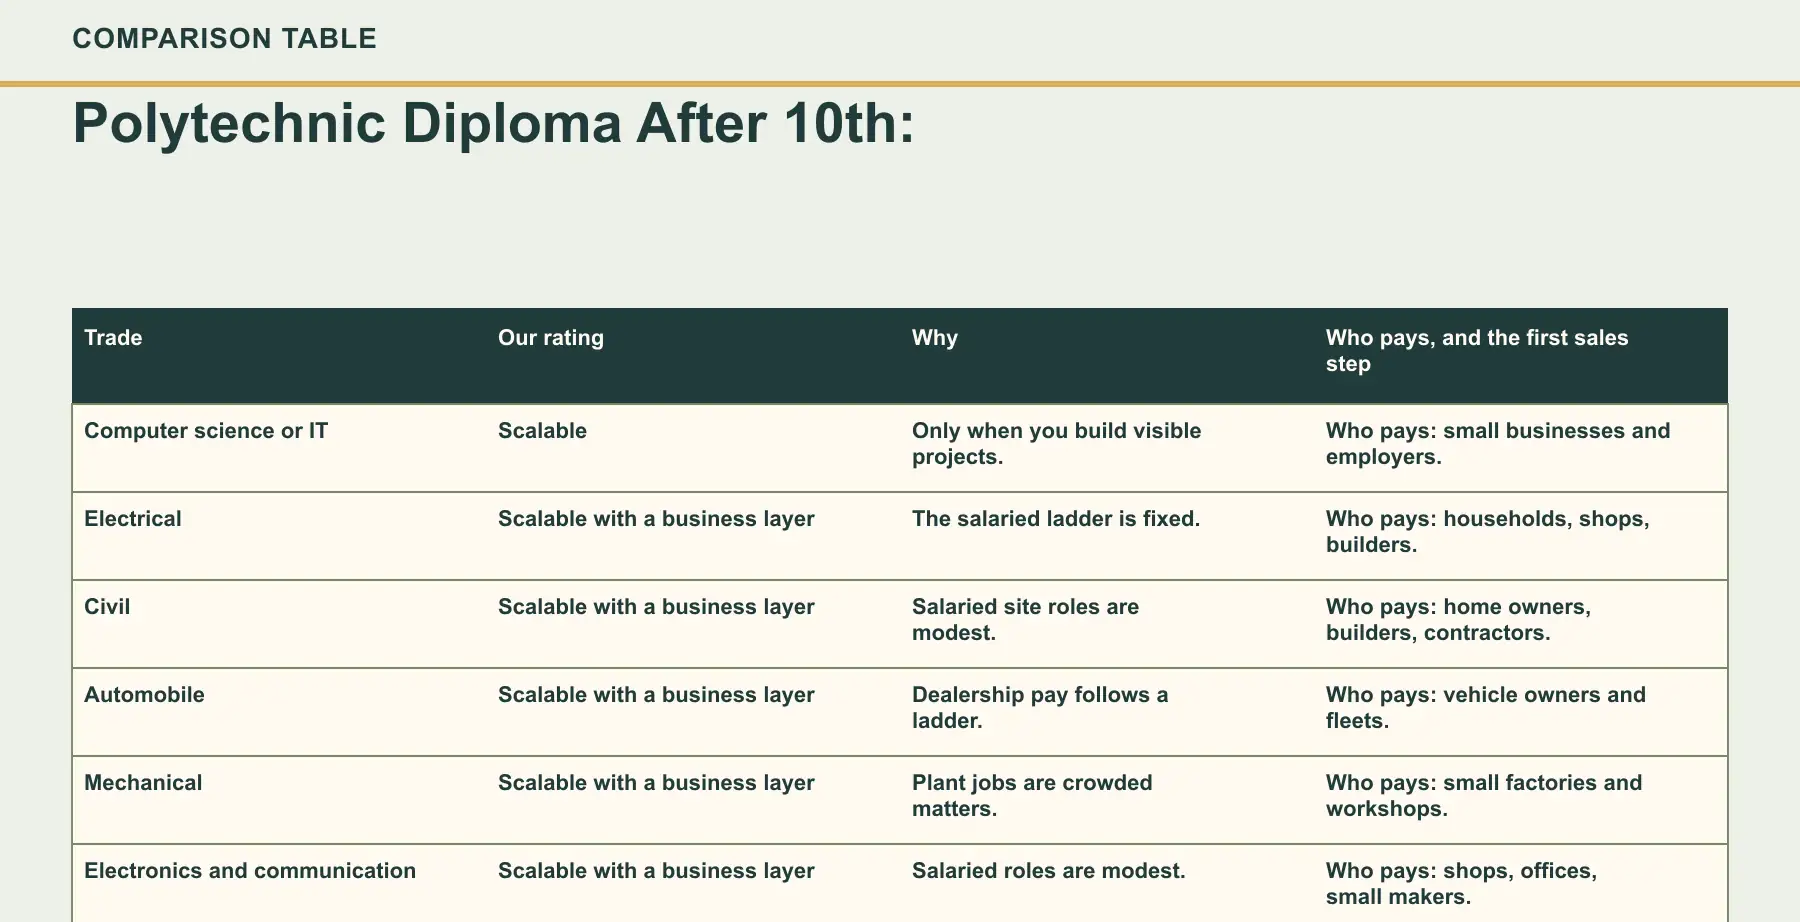 COMPARISON TABLE
Polytechnic Diploma After 10th:
Trade
Our rating
Why
Who pays, and the first sales
step
Computer science or IT
Scalable
Only when you build visible
projects.
Who pays: small businesses and
employers.
Electrical
Scalable with a business layer
The salaried ladder is fixed.
Who pays: households, shops,
builders.
Civil
Scalable with a business layer
Salaried site roles are
modest.
Who pays: home owners,
builders, contractors.
Automobile
Scalable with a business layer
Dealership pay follows a
ladder.
Who pays: vehicle owners and
fleets.
Mechanical
Scalable with a business layer
Plant jobs are crowded
matters.
Who pays: small factories and
workshops.
Electronics and communication
Scalable with a business layer
Salaried roles are modest.
Who pays: shops, offices,
small makers.